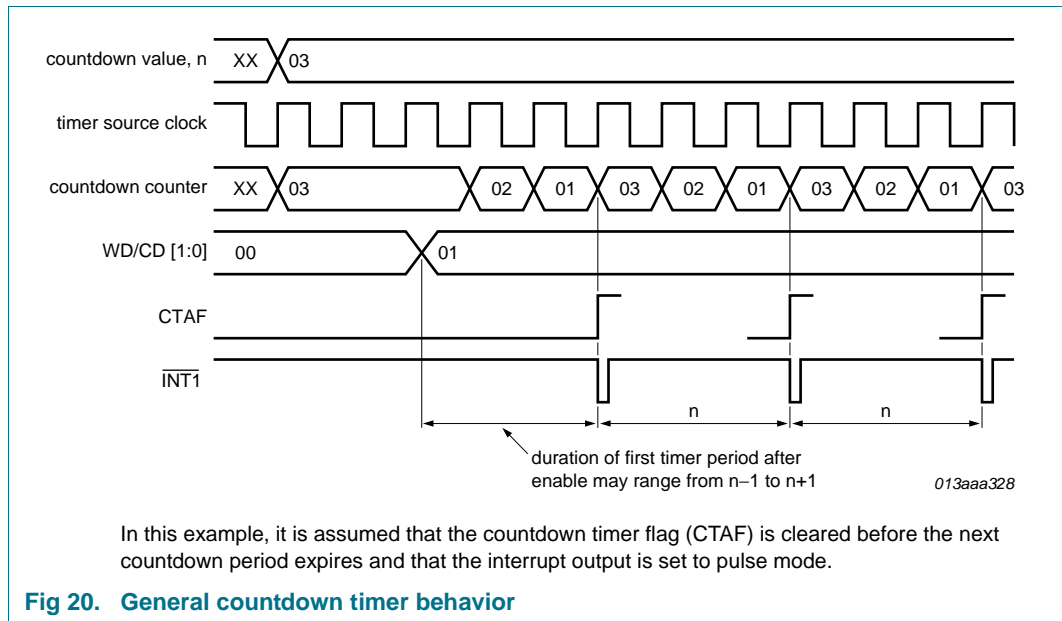 countdown value, n XX 03
timer source clock
countdown counter XX 03 02 01 03 02 01 03 02 01 03
WD/CD [1:0] 00 01
CTAF
INT1
n n
duration of first timer period after
enable may range from n−1 to n+1
013aaa328
In this example, it is assumed that the countdown timer flag (CTAF) is cleared before the next
countdown period expires and that the interrupt output is set to pulse mode.
Fig 20. General countdown timer behavior